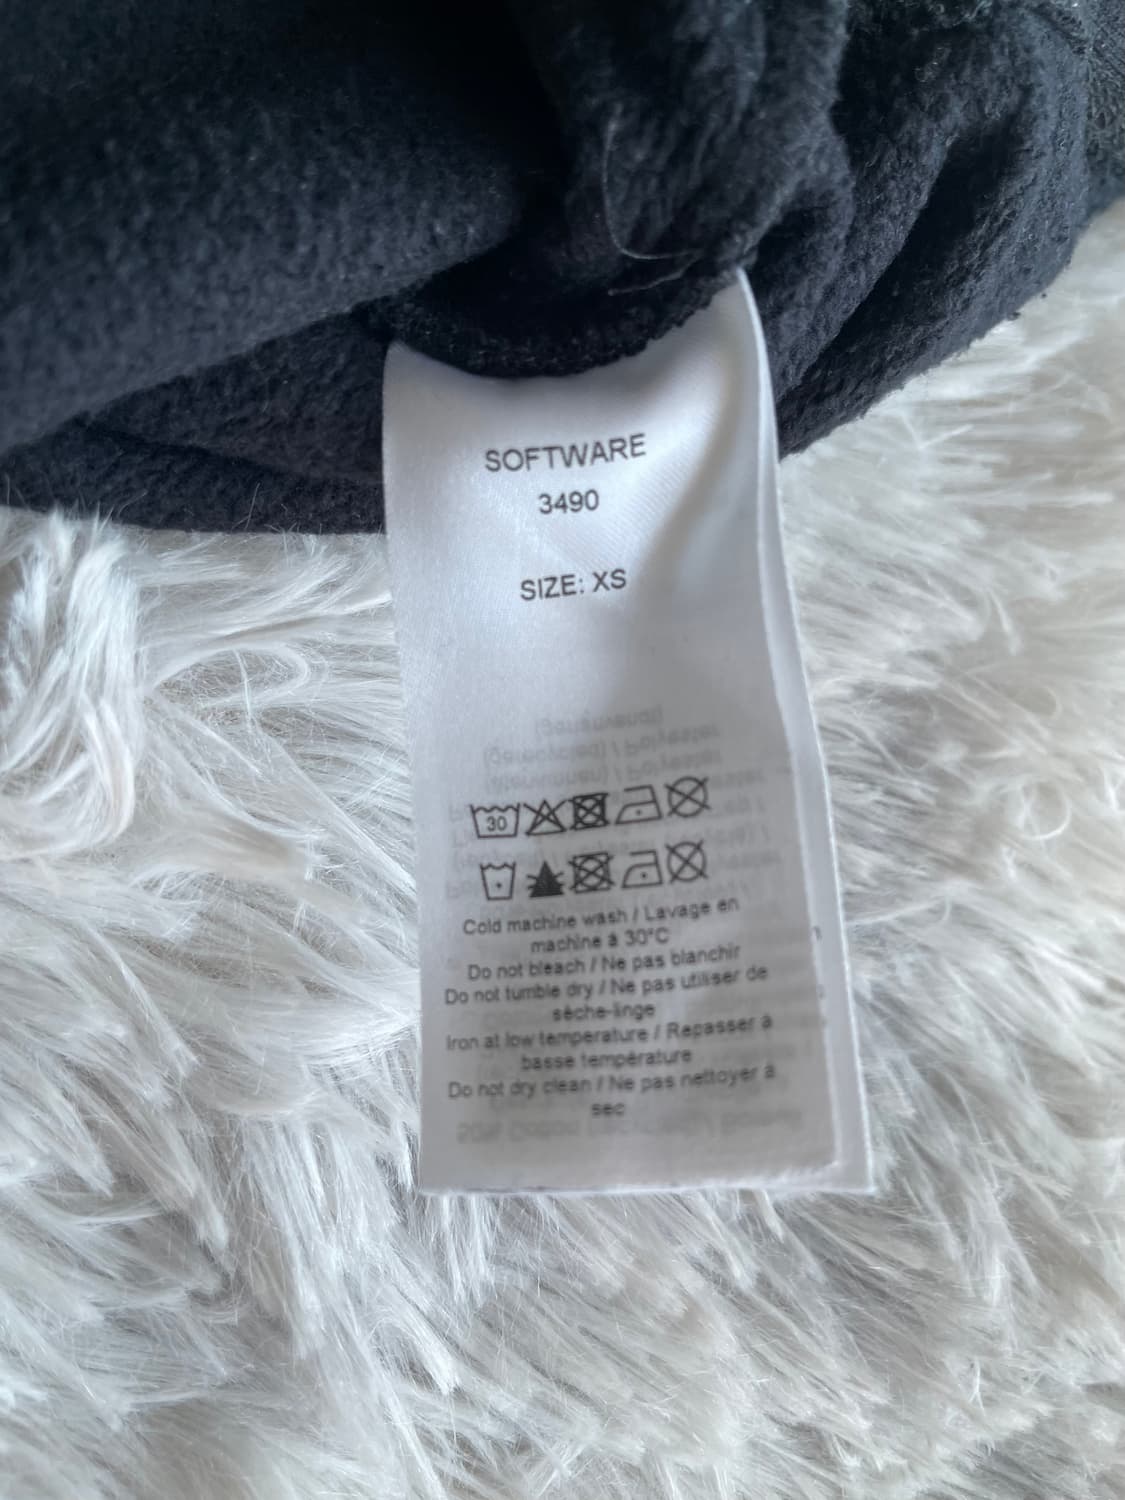 SOFTWARE
3490
SIZE: XS
30
Cold machine wash / Lavage en
machine à 30°C
Do not bleach / Ne pas blanchir
Do not tumble dry / Ne pas utiliser de
sèche-linge
Iron at low temperature / Repasser à
basse température
Do not dry clean / Ne pas nettoyer à
sec